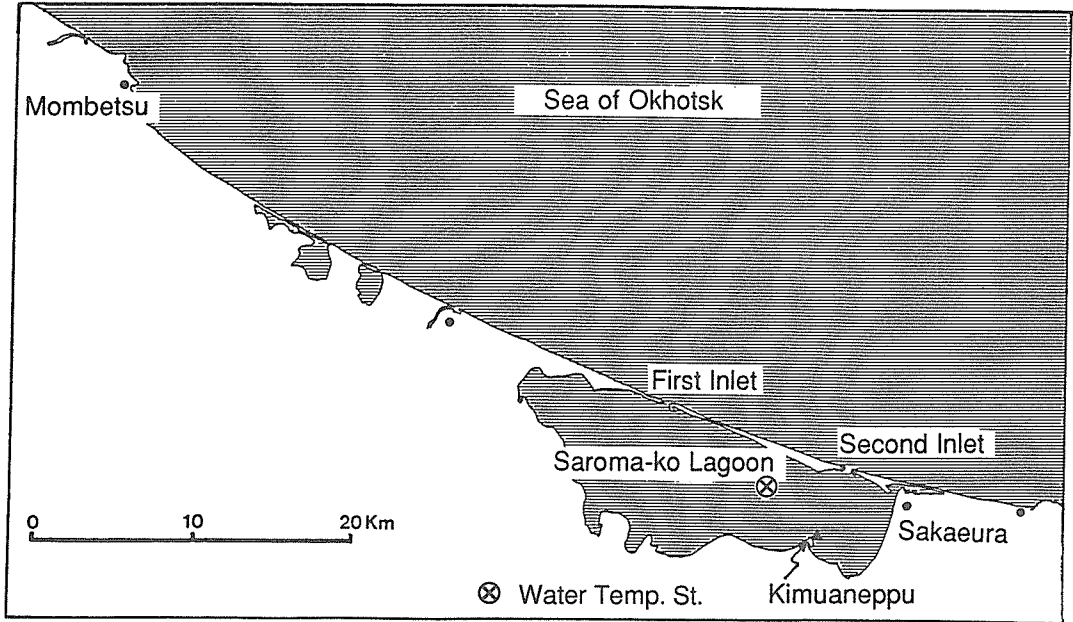 Mombetsu
Sea of Okhotsk
First Inlet
Second Inlet
Saroma-ko Lagoon
Sakaeura
0 10 20 Km
Water Temp. St.
Kimuaneppu